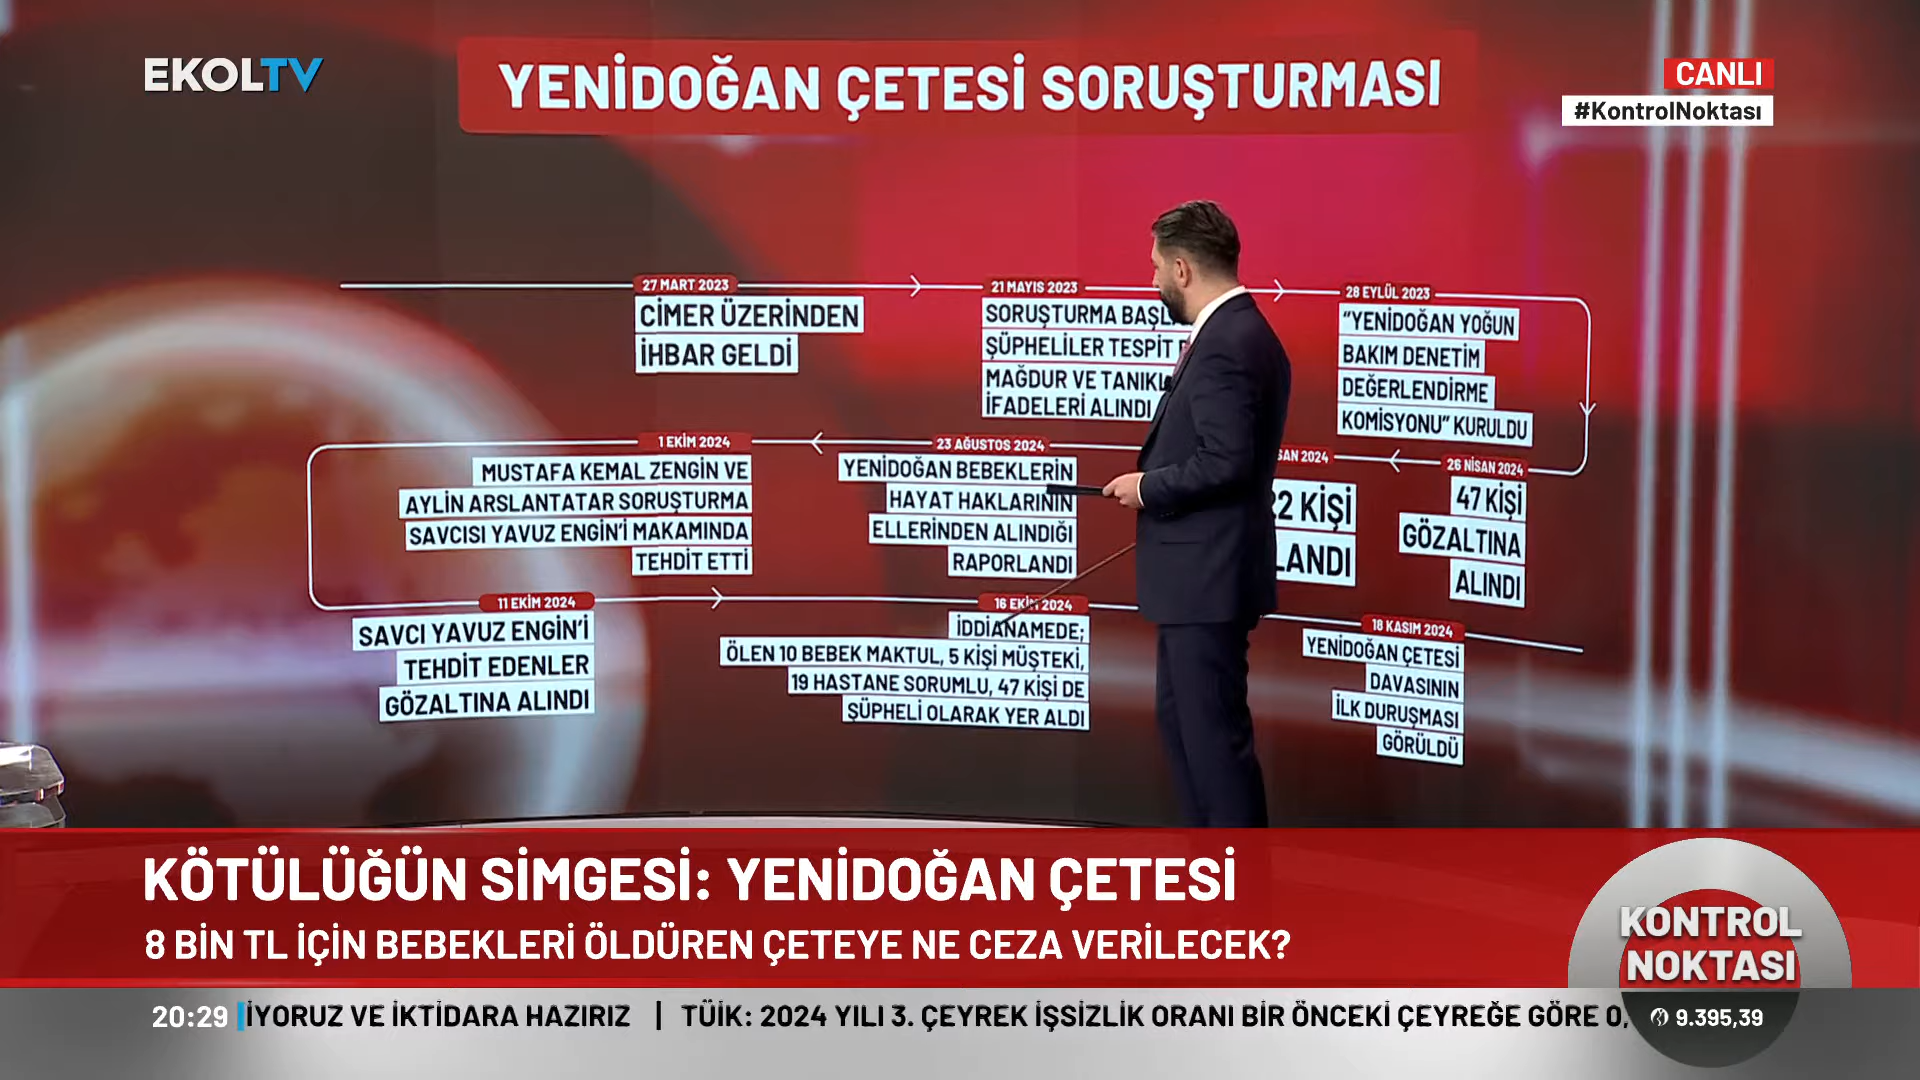 EKOLTV
YENİDOĞAN ÇETESİ SORUŞTURMASI
CANLI
#KontrolNoktası
27 MART 2023
CİMER ÜZERİNDEN
İHBAR GELDİ
21 MAYIS 2023
SORUŞTURMA
ŞÜPHELİLER TESPİT
MAĞDUR VE
İFADELERİ ALINDI
28 EYLÜL 2023
"YENİDOĞAN YOĞUN
BAKIM DENETİM
DEĞERLENDİRME
KOMİSYONU" KURULDU
26 NİSAN 2024
47 KİŞİ
GÖZALTINA
ALINDI
2024
KİŞİ
23 AĞUSTOS 2024
YENİDOĞAN BEBEKLERİN
HAYAT HAKLARININ
ELLERİNDEN ALINDIĞI
RAPORLANDI
1 EKİM 2024
MUSTAFA KEMAL ZENGİN VE
AYLİN ARSLANTATAR SORUŞTURMA
SAVCISI YAVUZ ENGİN'İ MAKAMINDA
TEHDİT ETTİ
11 EKİM 2024
SAVCI YAVUZ ENGİN'İ
TEHDİT EDENLER
GÖZALTINA ALINDI
16 EKİM 2024
İDDİANAMEDE;
ÖLEN 10 BEBEK MAKTUL, 5 KİŞİ MÜŞTEKİ,
19 HASTANE SORUMLU, 47 KİŞİ DE
ŞÜPHELİ OLARAK YER ALDI
18 KASIM 2024
YENİDOĞAN ÇETESİ
DAVASININ
İLK DURUŞMASI
GÖRÜLDÜ
KÖTÜLÜĞÜN SİMGESİ: YENİDOĞAN ÇETESİ
8 BİN TL İÇİN BEBEKLERİ ÖLDÜREN ÇETEYE NE CEZA VERİLECEK?
KONTROL
NOKTASI
20:29 İYORUZ VE İKTİDARA HAZIRIZ | TÜİK: 2024 YILI 3. ÇEYREK İŞSİZLİK ORANI BİR ÖNCEKİ ÇEYREĞE GÖRE 0,
9.395,39